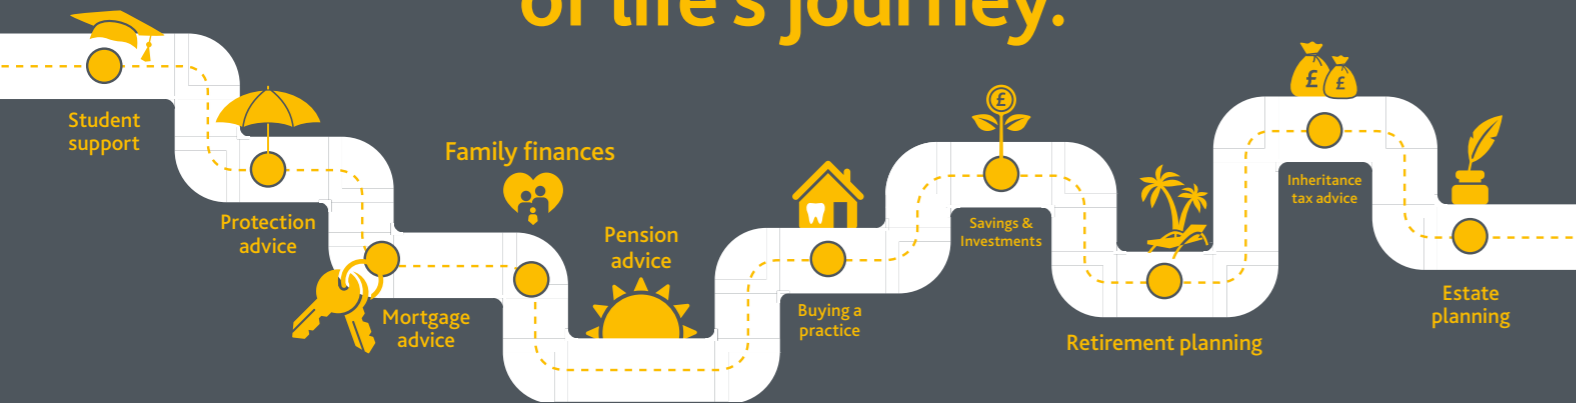 of life's journey.
Student
support
Protection
advice
Mortgage
advice
Family finances
Pension
advice
Buying a
practice
£
Savings &
Investments
Retirement planning
£ £
Inheritance
tax advice
Estate
planning